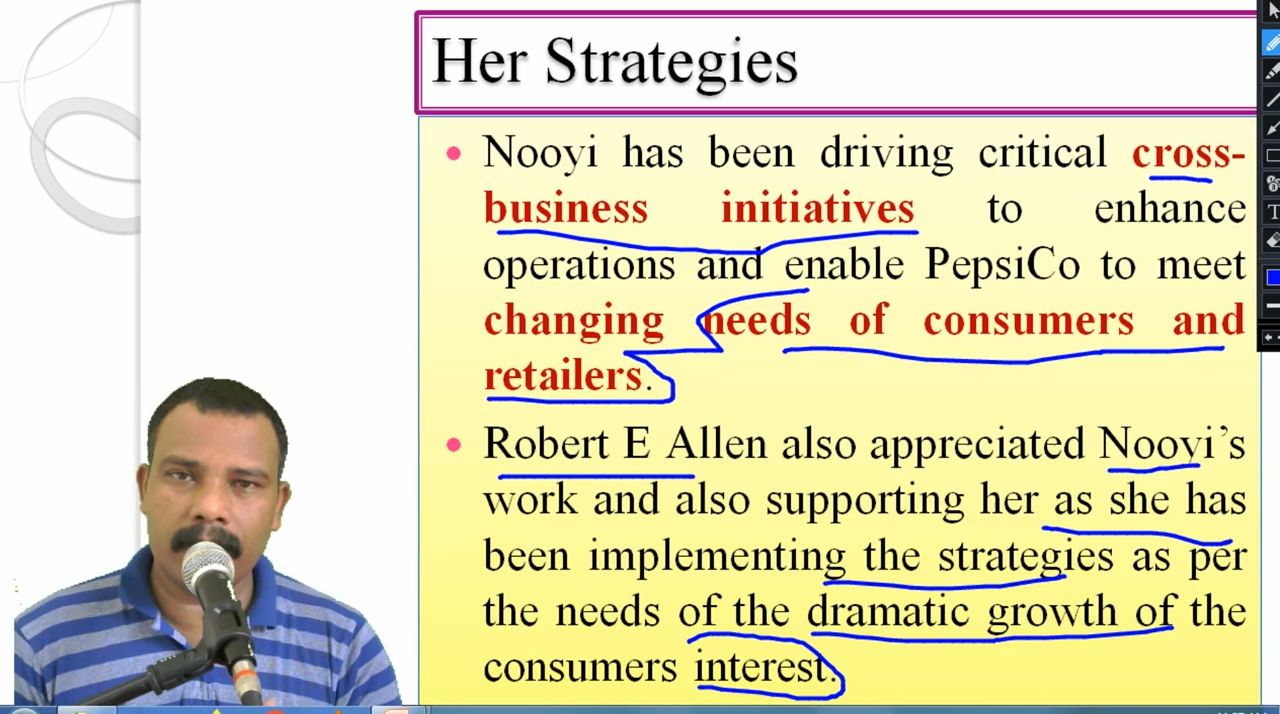 Her Strategies
Nooyi has been driving critical cross-
business initiatives to enhance
operations and enable PepsiCo to meet
changing needs of consumers and
retailers.
Robert E Allen also appreciated Nooyi’s
work and also supporting her as she has
been implementing the strategies as per
the needs of the dramatic growth of the
consumers interest.